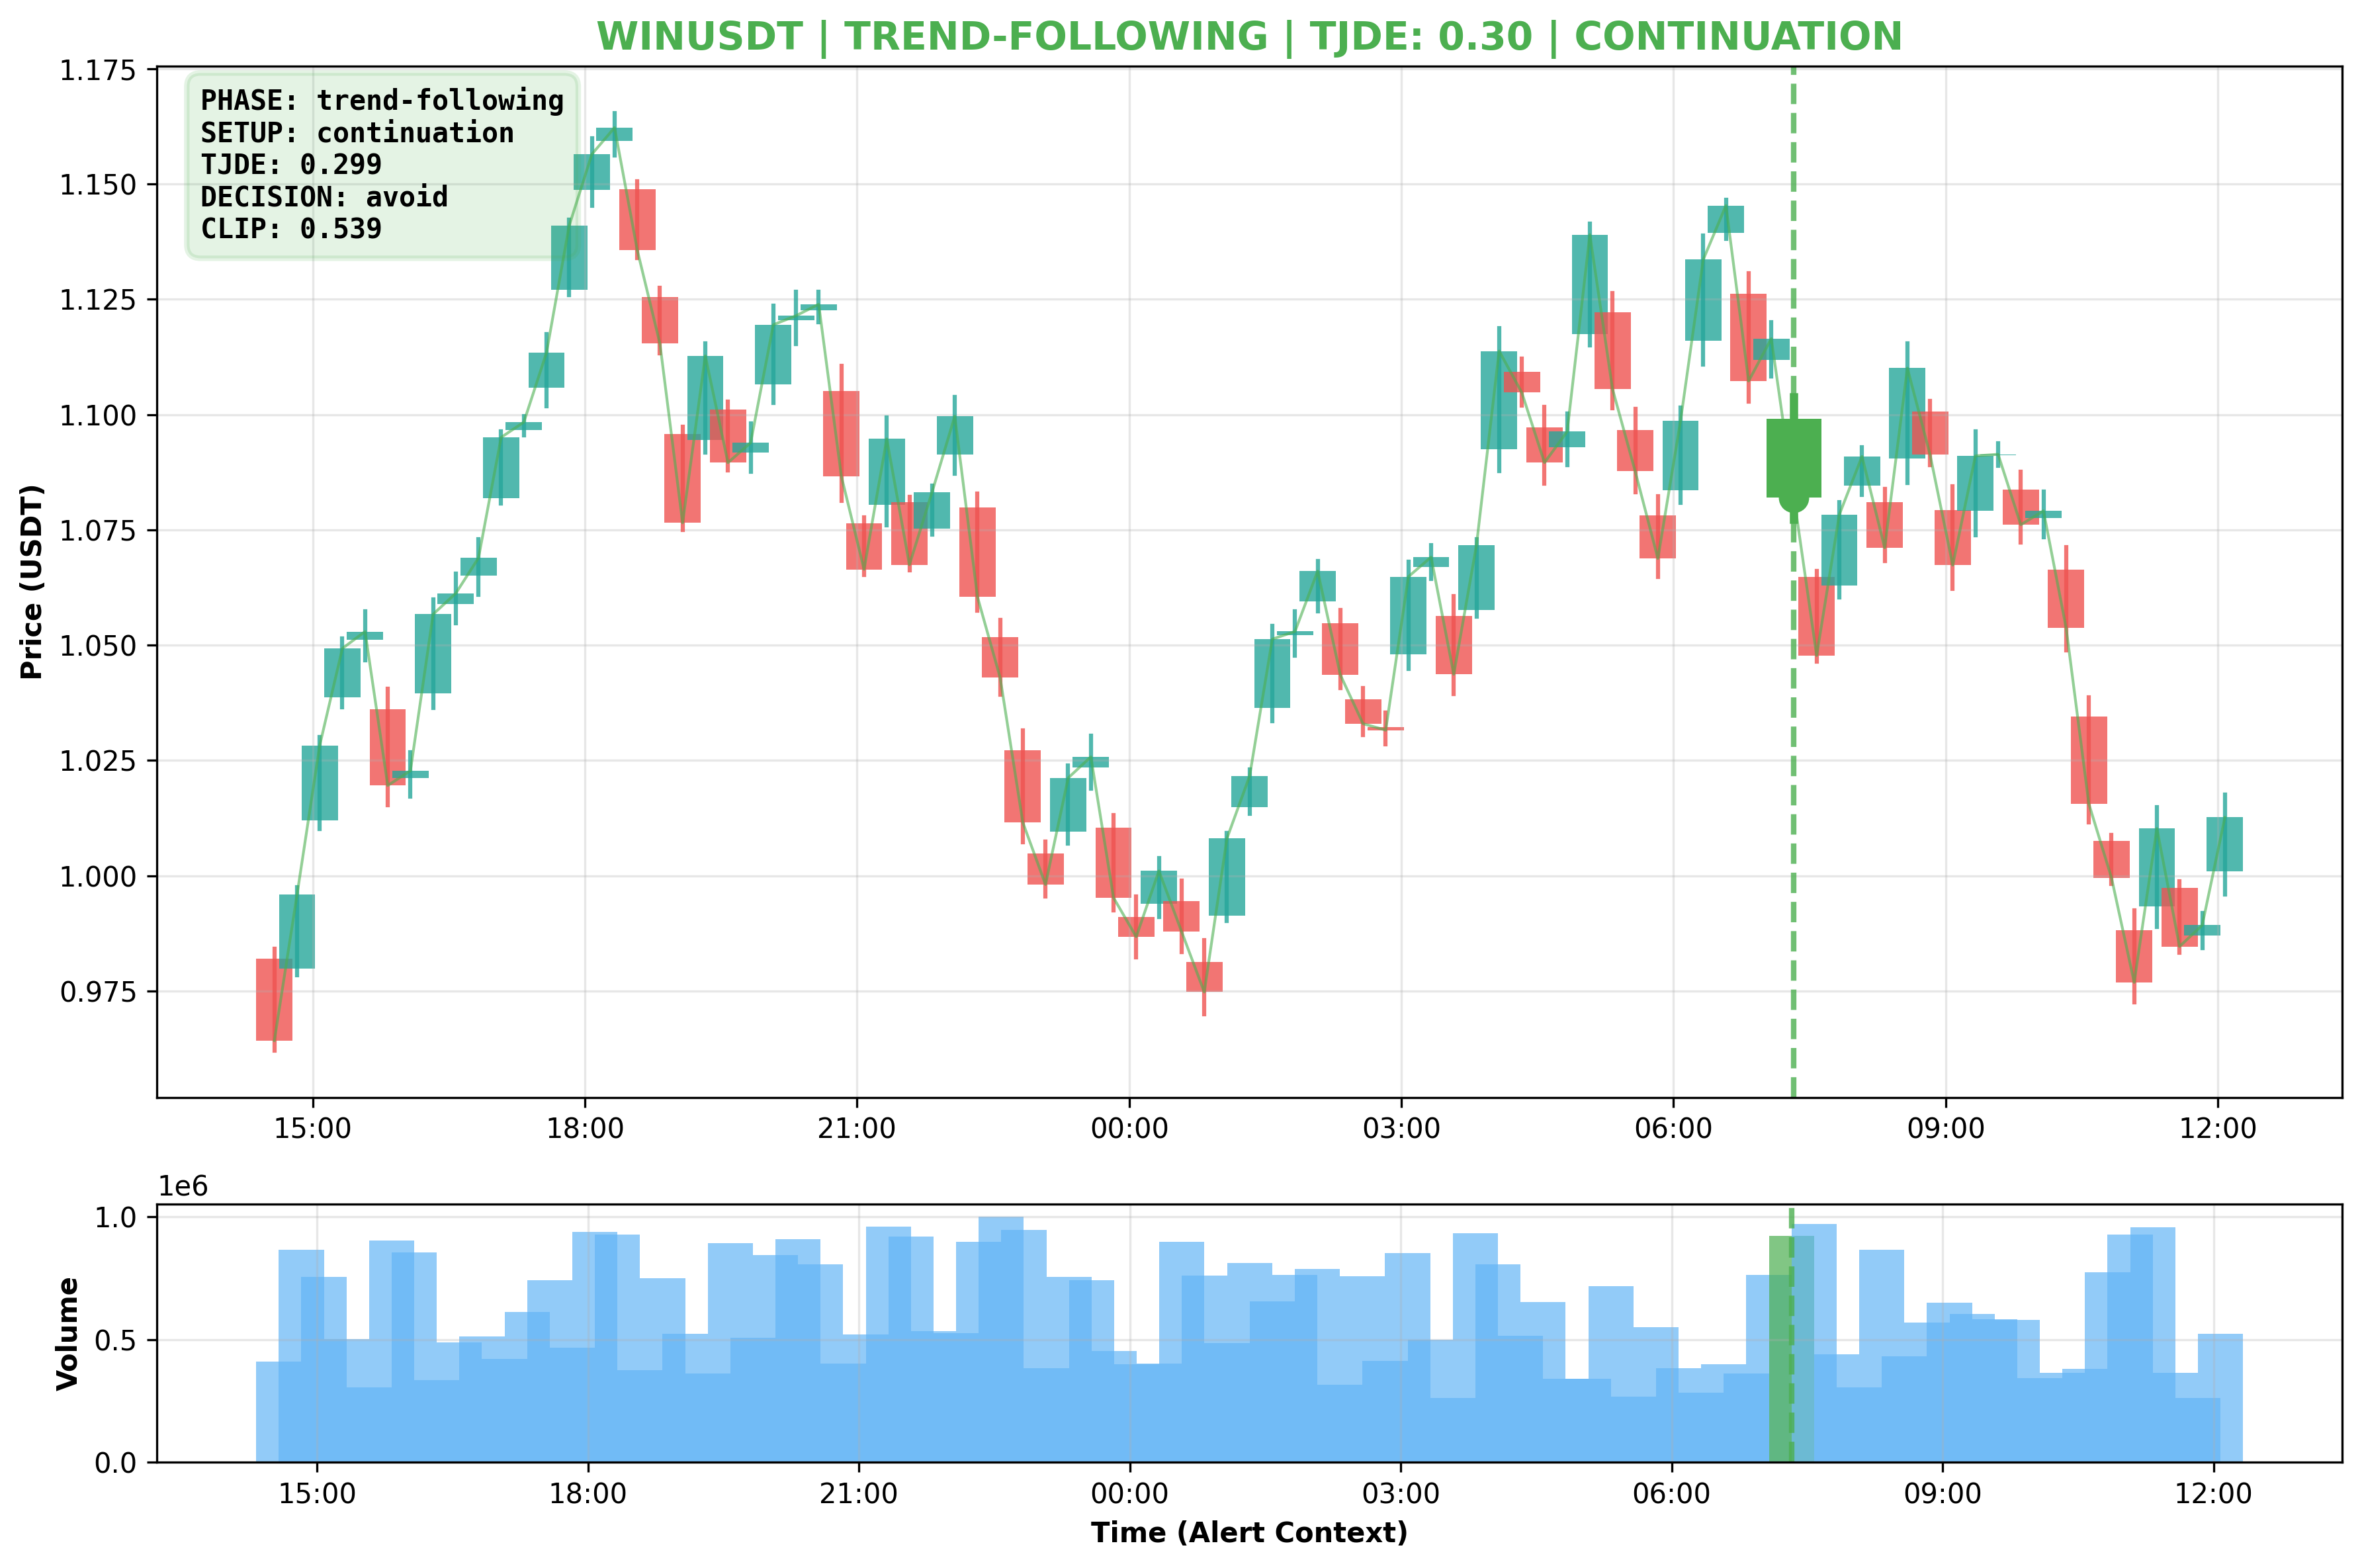 WINUSDT | TREND-FOLLOWING | TJDE: 0.30 | CONTINUATION
PHASE: trend-following
SETUP: continuation
TJDE: 0.299
DECISION: avoid
CLIP: 0.539
Price (USDT)
1.175
1.150
1.125
1.100
1.075
1.050
1.025
1.000
0.975
15:00 18:00 21:00 00:00 03:00 06:00 09:00 12:00
1e6
Volume
1.0
0.5
0.0
15:00 18:00 21:00 00:00 03:00 06:00 09:00 12:00
Time (Alert Context)